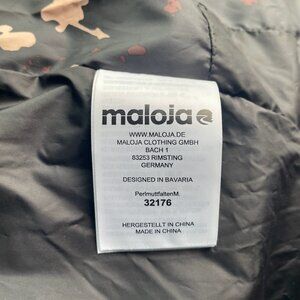 maloja
WWW.MALOJA.DE
MALOJA CLOTHING GMBH
BACH 1
83253 RIMSTING
GERMANY
DESIGNED IN BAVARIA
PerlmuttfalterM.
32176
HERGESTELLT IN CHINA
MADE IN CHINA